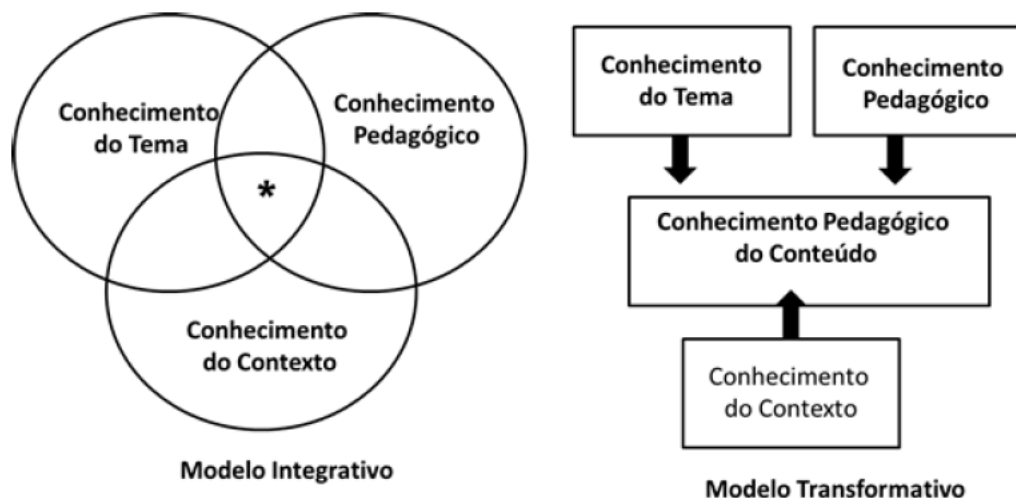 Conhecimento
do Tema
Conhecimento
Pedagógico
*
Conhecimento
do Contexto
Modelo Integrativo
Conhecimento
do Tema
Conhecimento
Pedagógico
Conhecimento Pedagógico
do Conteúdo
Conhecimento
do Contexto
Modelo Transformativo